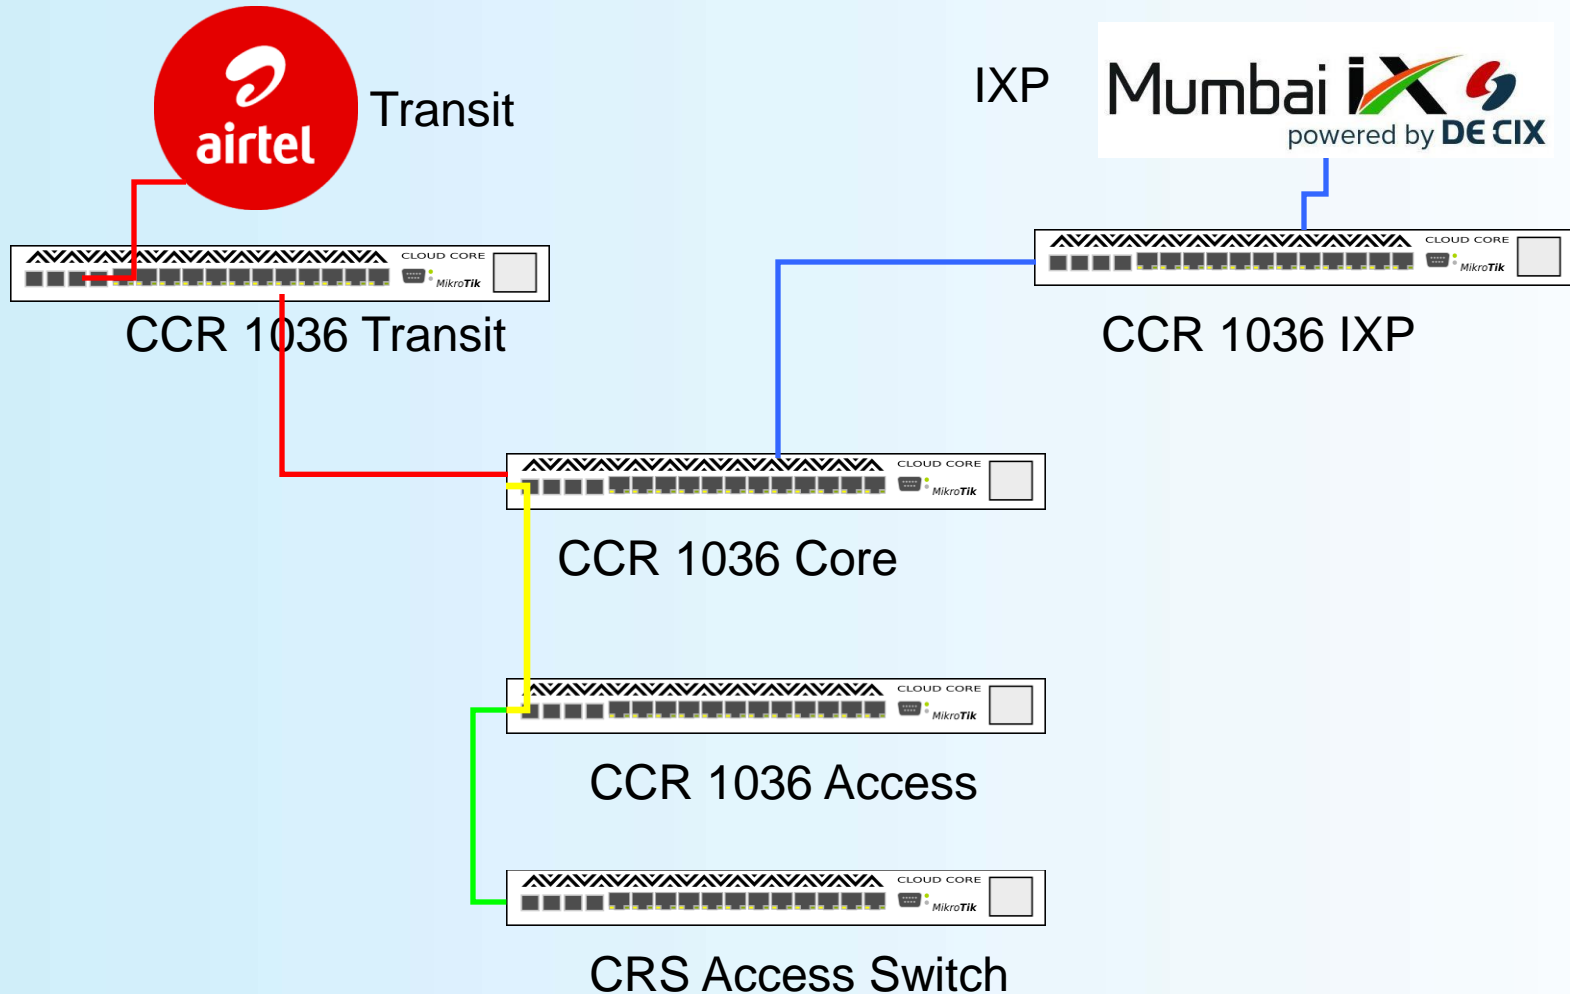 airtel
Transit
IXP
Mumbai IX
powered by DE CIX
CLOUD CORE
MikroTik
CCR 1036 Transit
CLOUD CORE
MikroTik
CCR 1036 IXP
CLOUD CORE
MikroTik
CCR 1036 Core
CLOUD CORE
MikroTik
CCR 1036 Access
CLOUD CORE
MikroTik
CRS Access Switch